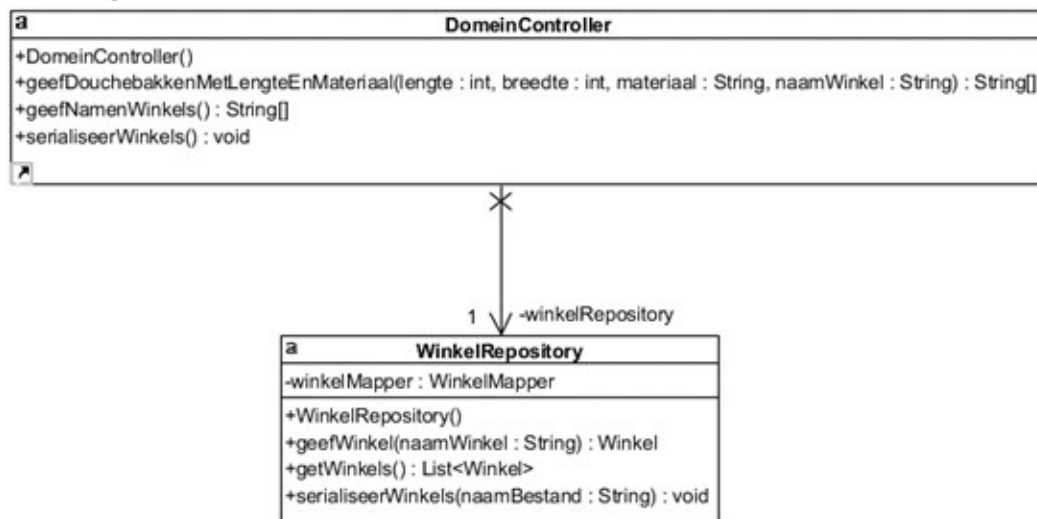 a
DomeinController
+DomeinController()
+geefDouchebakkenMetLengteEnMateriaal(lengte : int, breedte : int, materiaal : String, naamWinkel : String) : String[]
+geefNamenWinkels() : String[]
+serialiseerWinkels() : void
1
-winkelRepository
a
WinkelRepository
-winkelMapper : WinkelMapper
+WinkelRepository()
+geefWinkel(naamWinkel : String) : Winkel
+getWinkels() : List<Winkel>
+serialiseerWinkels(naamBestand : String) : void